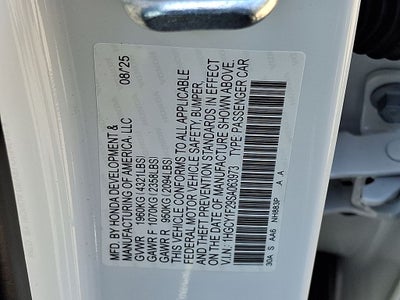 MFD BY HONDA DEVELOPMENT & 08/25
MANUFACTURING OF AMERICA, LLC
GVWR 1960KG (4321LBS)
GAWR F 1070KG (2358LBS)
GAWR R 950KG (2094LBS)
THIS VEHICLE CONFORMS TO ALL APPLICABLE
FEDERAL MOTOR VEHICLE SAFETY BUMPER
AND THEFT PREVENTION STANDARDS IN EFFECT
ON THE DATE OF MANUFACTURE SHOWN ABOVE.
V.I.N: 1HGCY1F23SA063973 TYPE:PASSENGER CAR
30A S AA6 NH883P A A